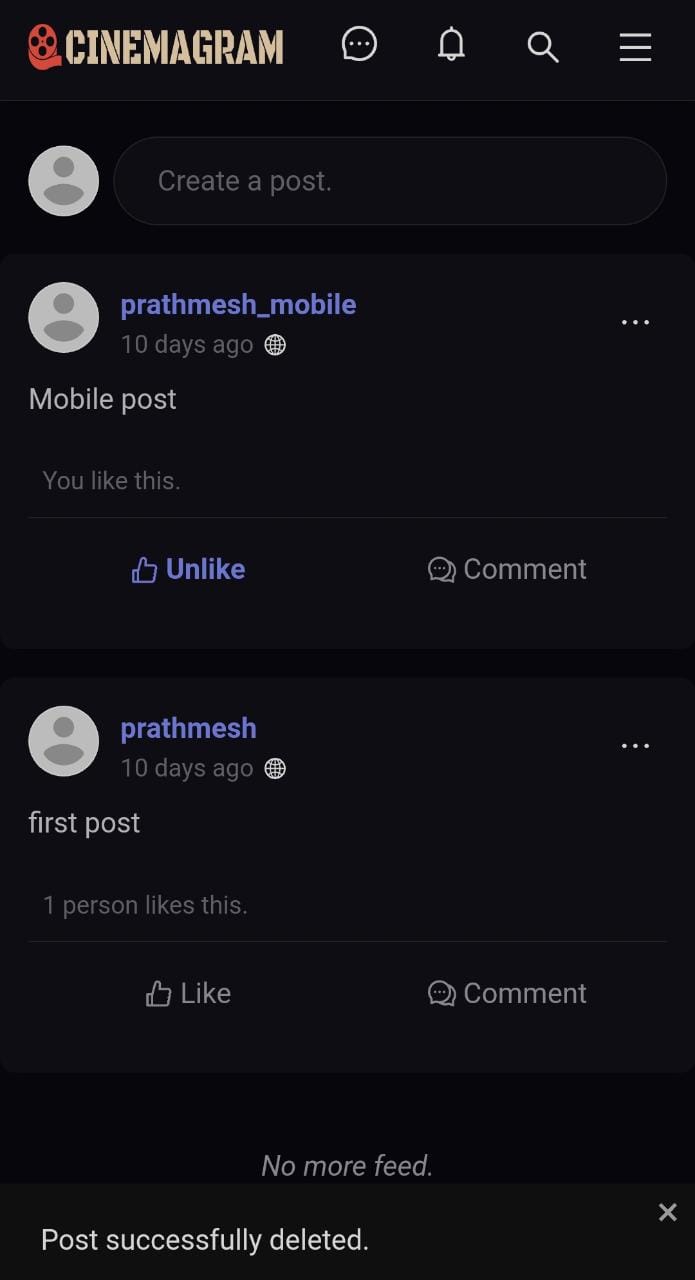 CINEMAGRAM
Create a post.
prathmesh_mobile
10 days ago
Mobile post
You like this.
Unlike Comment
prathmesh
10 days ago
first post
1 person likes this.
Like Comment
No more feed.
Post successfully deleted.